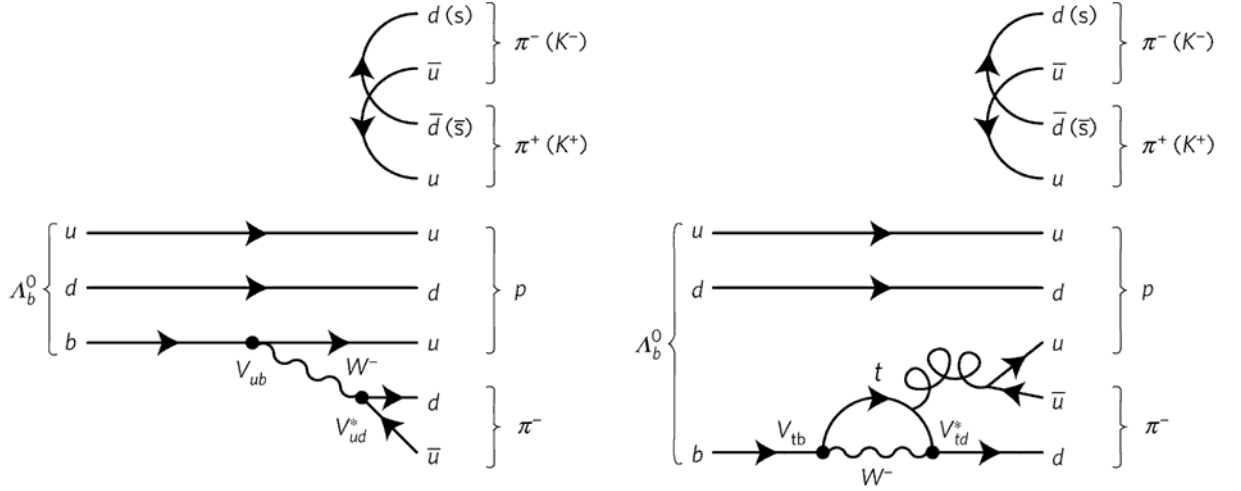 d (s)
π⁻ (K⁻)
u̅
d̅ (s̅)
π⁺ (K⁺)
u
u
u
Λ⁰_b
d
d
p
b
u
V_ub
W⁻
d
V*_ud
π⁻
u̅
d (s)
π⁻ (K⁻)
u̅
d̅ (s̅)
π⁺ (K⁺)
u
u
u
d
d
p
Λ⁰_b
u
t
u̅
V_tb
V*_td
π⁻
b
d
W⁻